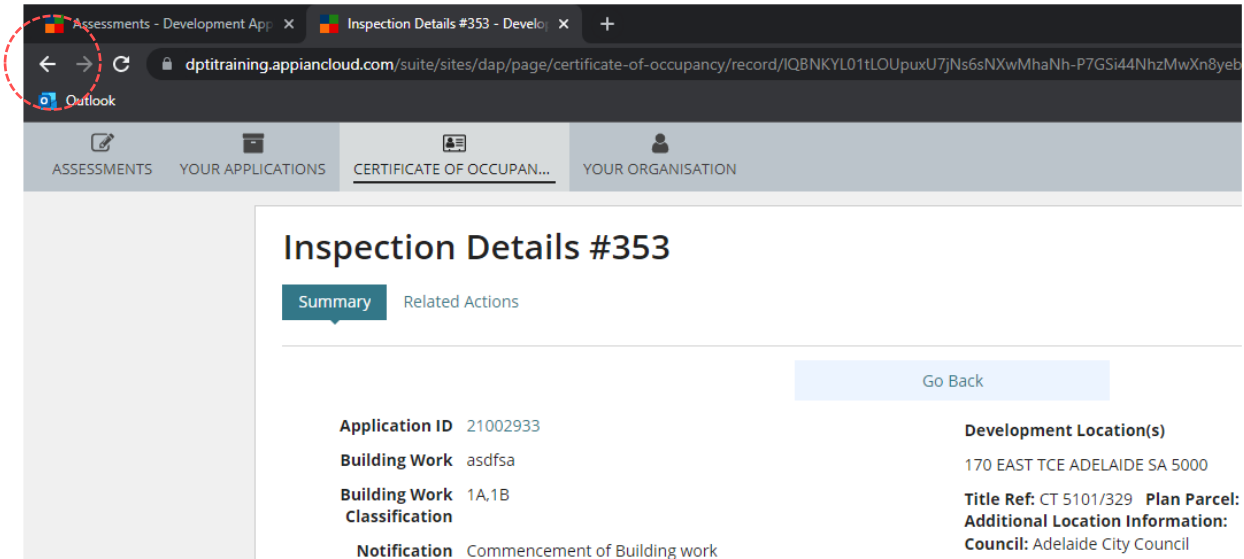 Assessments - Development App
Inspection Details #353 - Develop
dptitraining.appiancloud.com/suite/sites/dap/page/certificate-of-occupancy/record/lQBNKYL01tLOUpuxU7jNs6sNXwMhaNh-P7GSi44NhzMwXn8yeb
Outlook
ASSESSMENTS YOUR APPLICATIONS CERTIFICATE OF OCCUPAN... YOUR ORGANISATION
Inspection Details #353
Summary Related Actions
Go Back
Application ID 21002933
Building Work asdfsa
Building Work Classification 1A,1B
Notification Commencement of Building work
Development Location(s)
170 EAST TCE ADELAIDE SA 5000
Title Ref: CT 5101/329 Plan Parcel:
Additional Location Information:
Council: Adelaide City Council